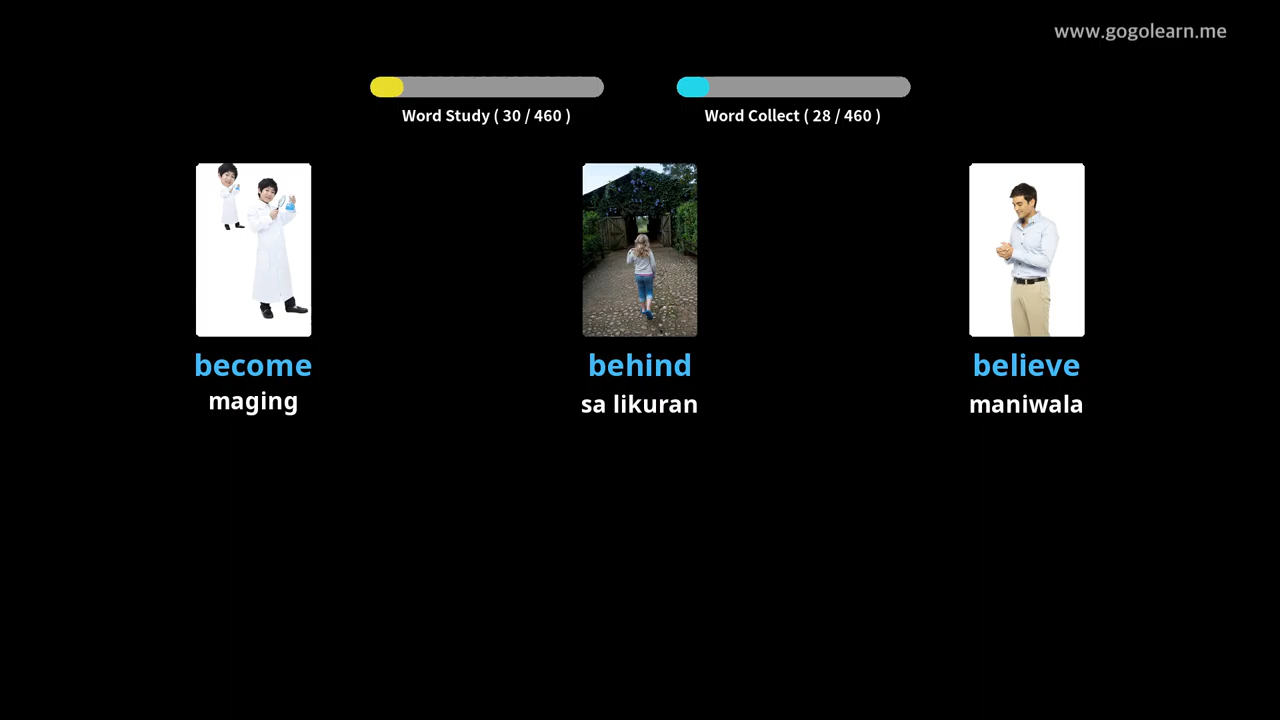 www.gogolearn.me
Word Study ( 30 / 460 )
Word Collect ( 28 / 460 )
become
maging
behind
sa likuran
believe
maniwala